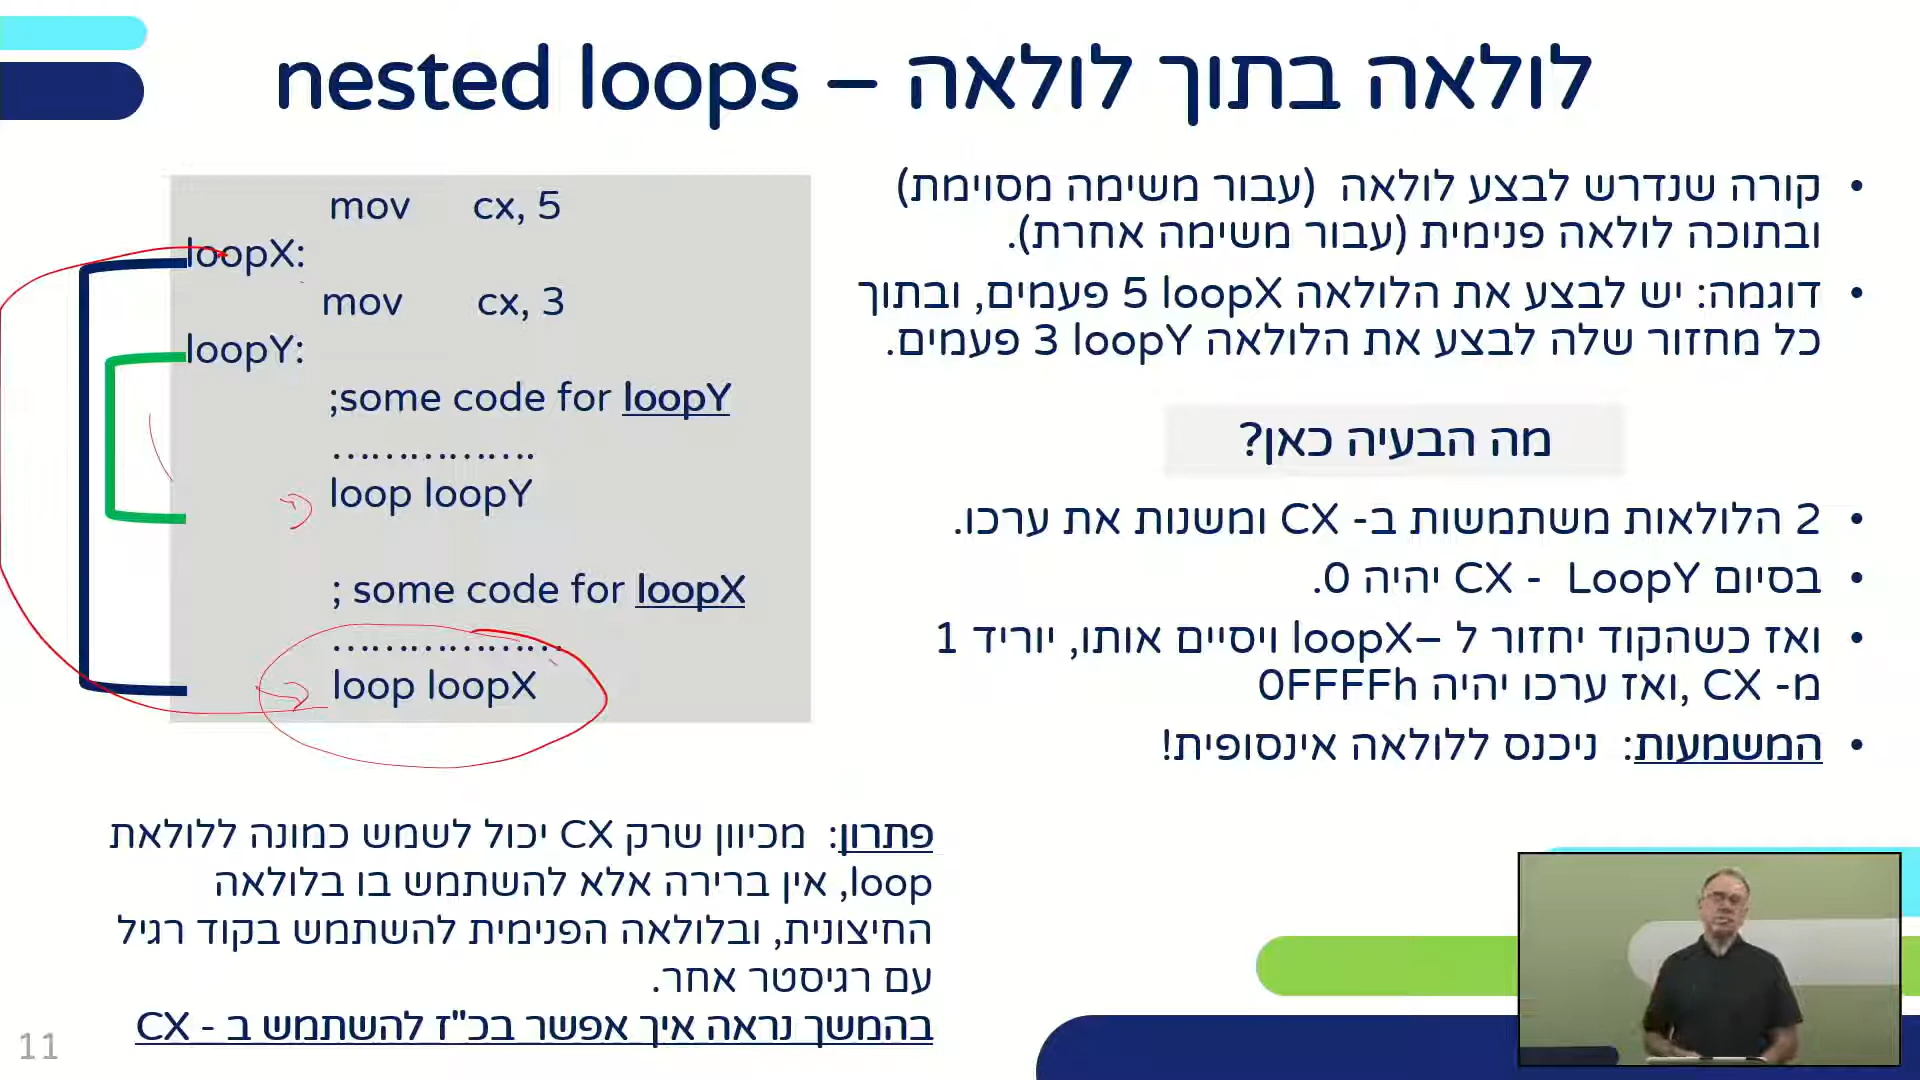 לולאה בתוך לולאה – nested loops
mov cx, 5
loopX:
mov cx, 3
loopY:
;some code for loopY
................
loop loopY
; some code for loopX
..................
loop loopX
• קורה שנדרש לבצע לולאה (עבור משימה מסוימת)
ובתוכה לולאה פנימית (עבור משימה אחרת).
• דוגמה: יש לבצע את הלולאה loopX 5 פעמים, ובתוך
כל מחזור שלה לבצע את הלולאה loopY 3 פעמים.
מה הבעיה כאן?
• 2 הלולאות משתמשות ב- CX ומשנות את ערכו.
• בסיום LoopY - CX יהיה 0.
• ואז כשהקוד יחזור ל –loopX ויסיים אותו, יוריד 1
מ- CX ,ואז ערכו יהיה 0FFFFh
• המשמעות: ניכנס ללולאה אינסופית!
פתרון: מכיוון שרק CX יכול לשמש כמונה ללולאת
loop, אין ברירה אלא להשתמש בו בלולאה
החיצונית, ובלולאה הפנימית להשתמש בקוד רגיל
עם רגיסטר אחר.
בהמשך נראה איך אפשר בכ"ז להשתמש ב - CX
11